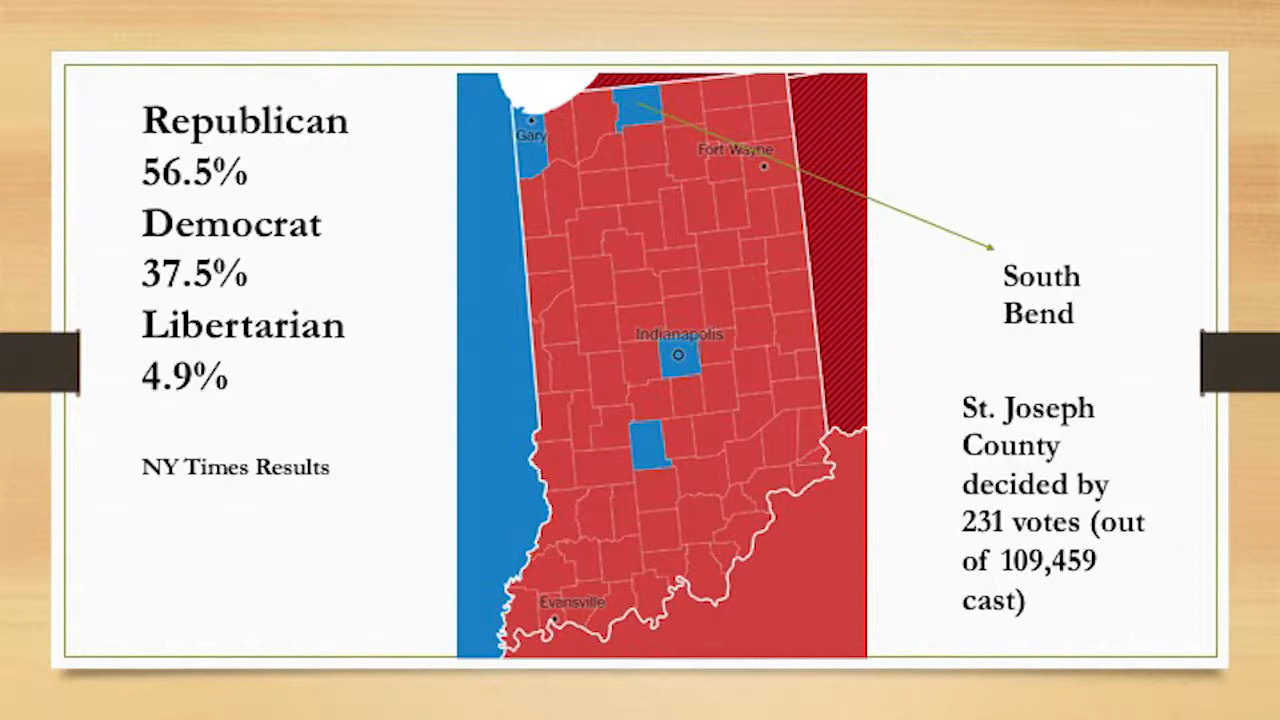 Republican
56.5%
Democrat
37.5%
Libertarian
4.9%
NY Times Results
Gary
Fort Wayne
Indianapolis
Evansville
South
Bend
St. Joseph
County
decided by
231 votes (out
of 109,459
cast)